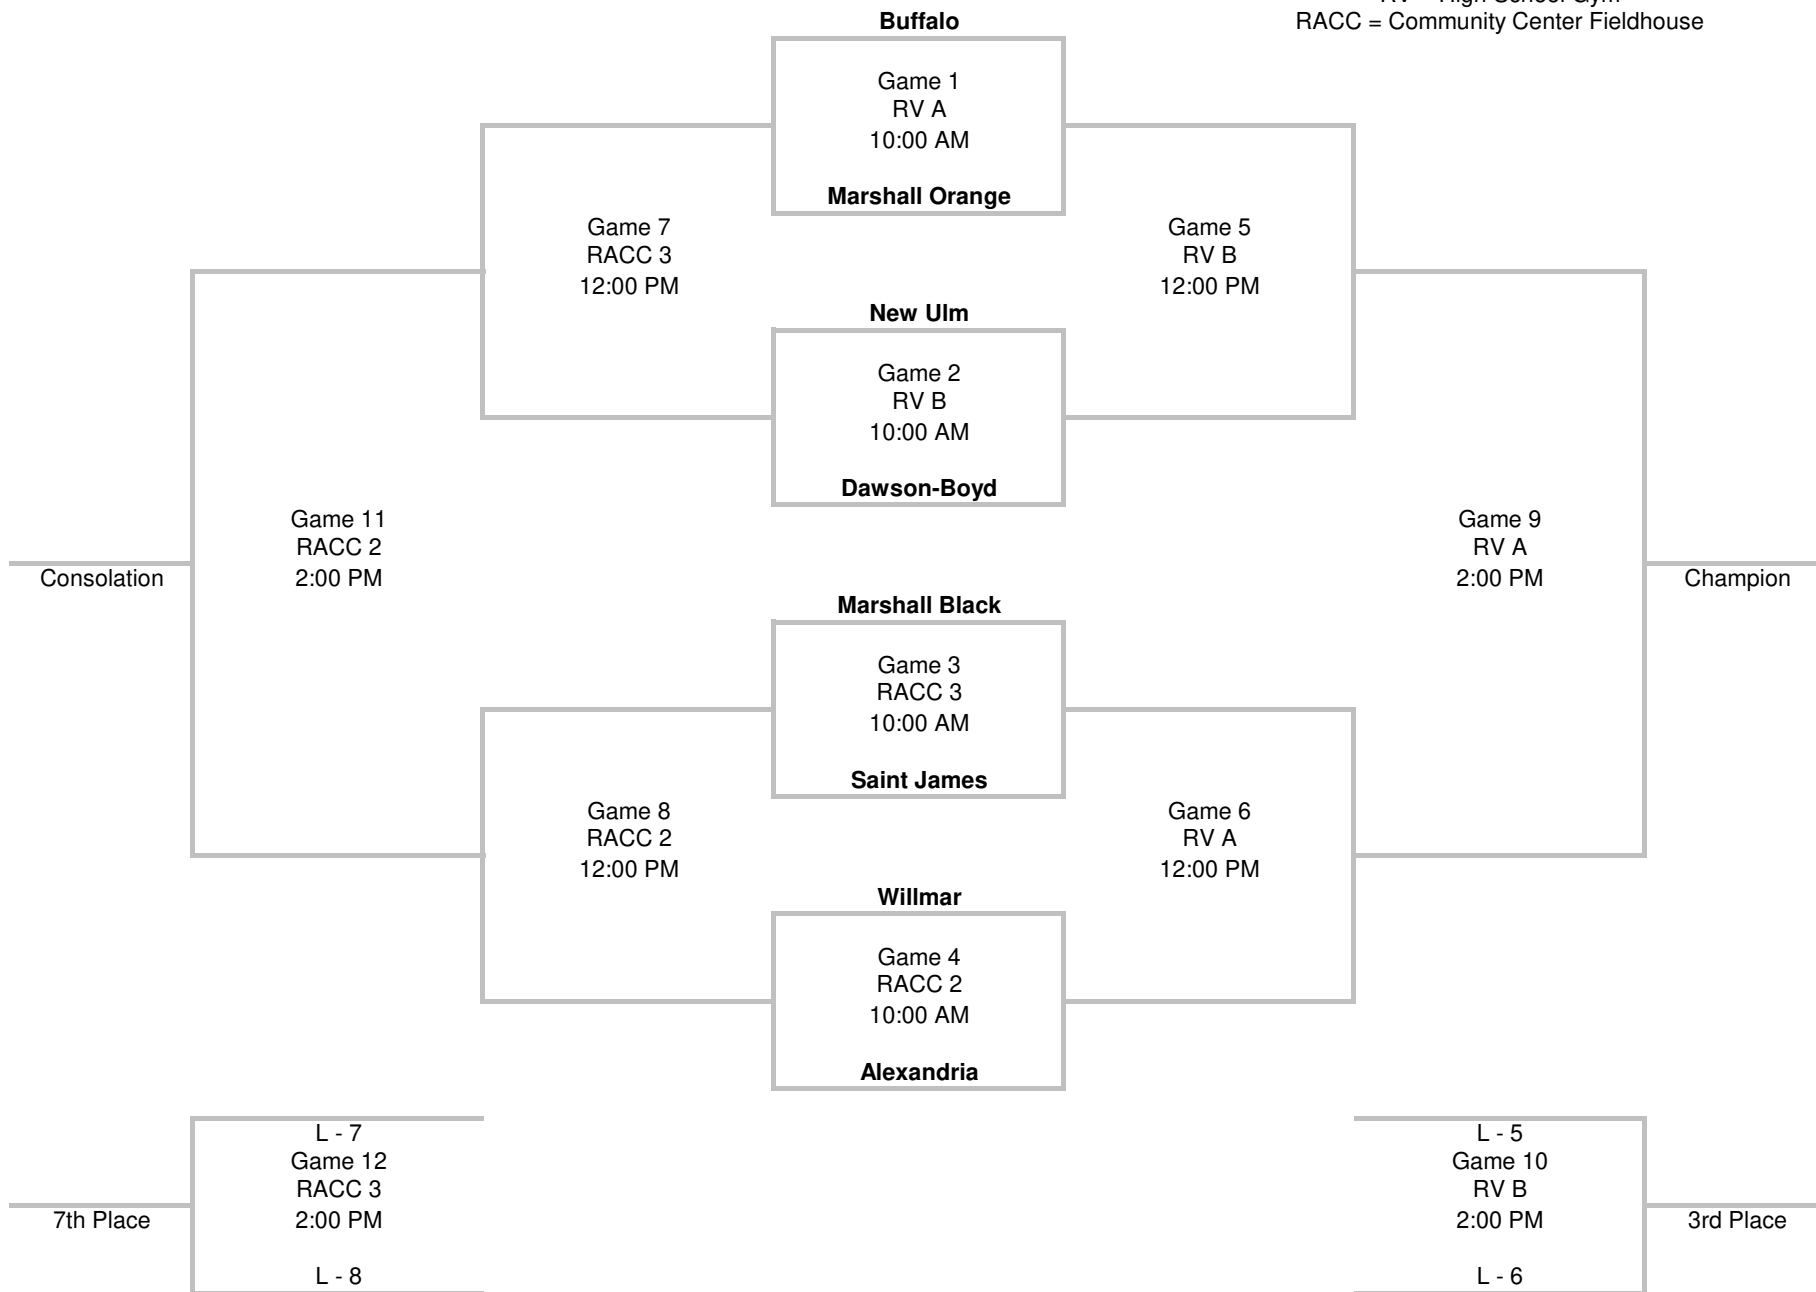 RV = High School Gym
RACC = Community Center Fieldhouse
Buffalo
Game 1
RV A
10:00 AM
Marshall Orange
Game 7
RACC 3
12:00 PM
Game 5
RV B
12:00 PM
New Ulm
Game 2
RV B
10:00 AM
Dawson-Boyd
Game 11
RACC 2
2:00 PM
Consolation
Game 9
RV A
2:00 PM
Champion
Marshall Black
Game 3
RACC 3
10:00 AM
Saint James
Game 8
RACC 2
12:00 PM
Game 6
RV A
12:00 PM
Willmar
Game 4
RACC 2
10:00 AM
Alexandria
L - 7
Game 12
RACC 3
2:00 PM
7th Place
L - 8
L - 5
Game 10
RV B
2:00 PM
3rd Place
L - 6